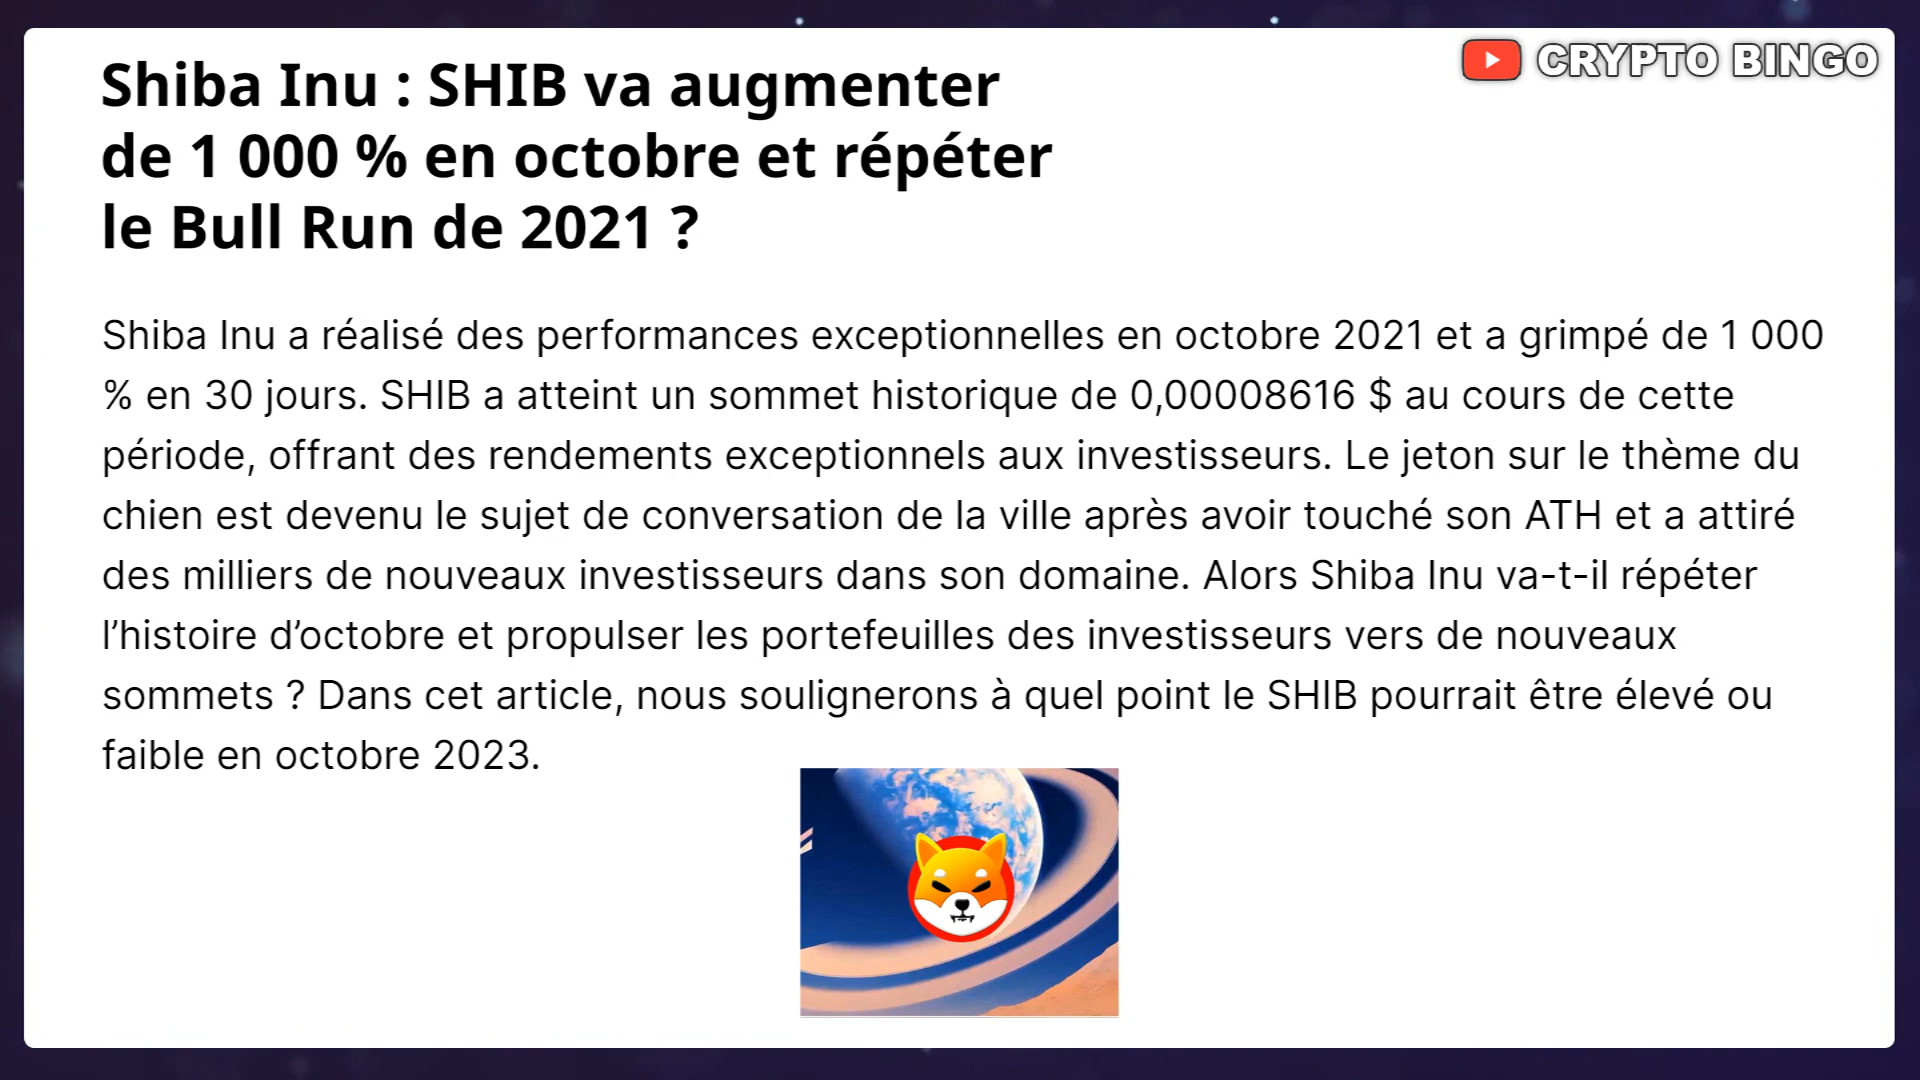 CRYPTO BINGO
Shiba Inu : SHIB va augmenter
de 1 000 % en octobre et répéter
le Bull Run de 2021 ?
Shiba Inu a réalisé des performances exceptionnelles en octobre 2021 et a grimpé de 1 000
% en 30 jours. SHIB a atteint un sommet historique de 0,00008616 $ au cours de cette
période, offrant des rendements exceptionnels aux investisseurs. Le jeton sur le thème du
chien est devenu le sujet de conversation de la ville après avoir touché son ATH et a attiré
des milliers de nouveaux investisseurs dans son domaine. Alors Shiba Inu va-t-il répéter
l’histoire d’octobre et propulser les portefeuilles des investisseurs vers de nouveaux
sommets ? Dans cet article, nous soulignerons à quel point le SHIB pourrait être élevé ou
faible en octobre 2023.